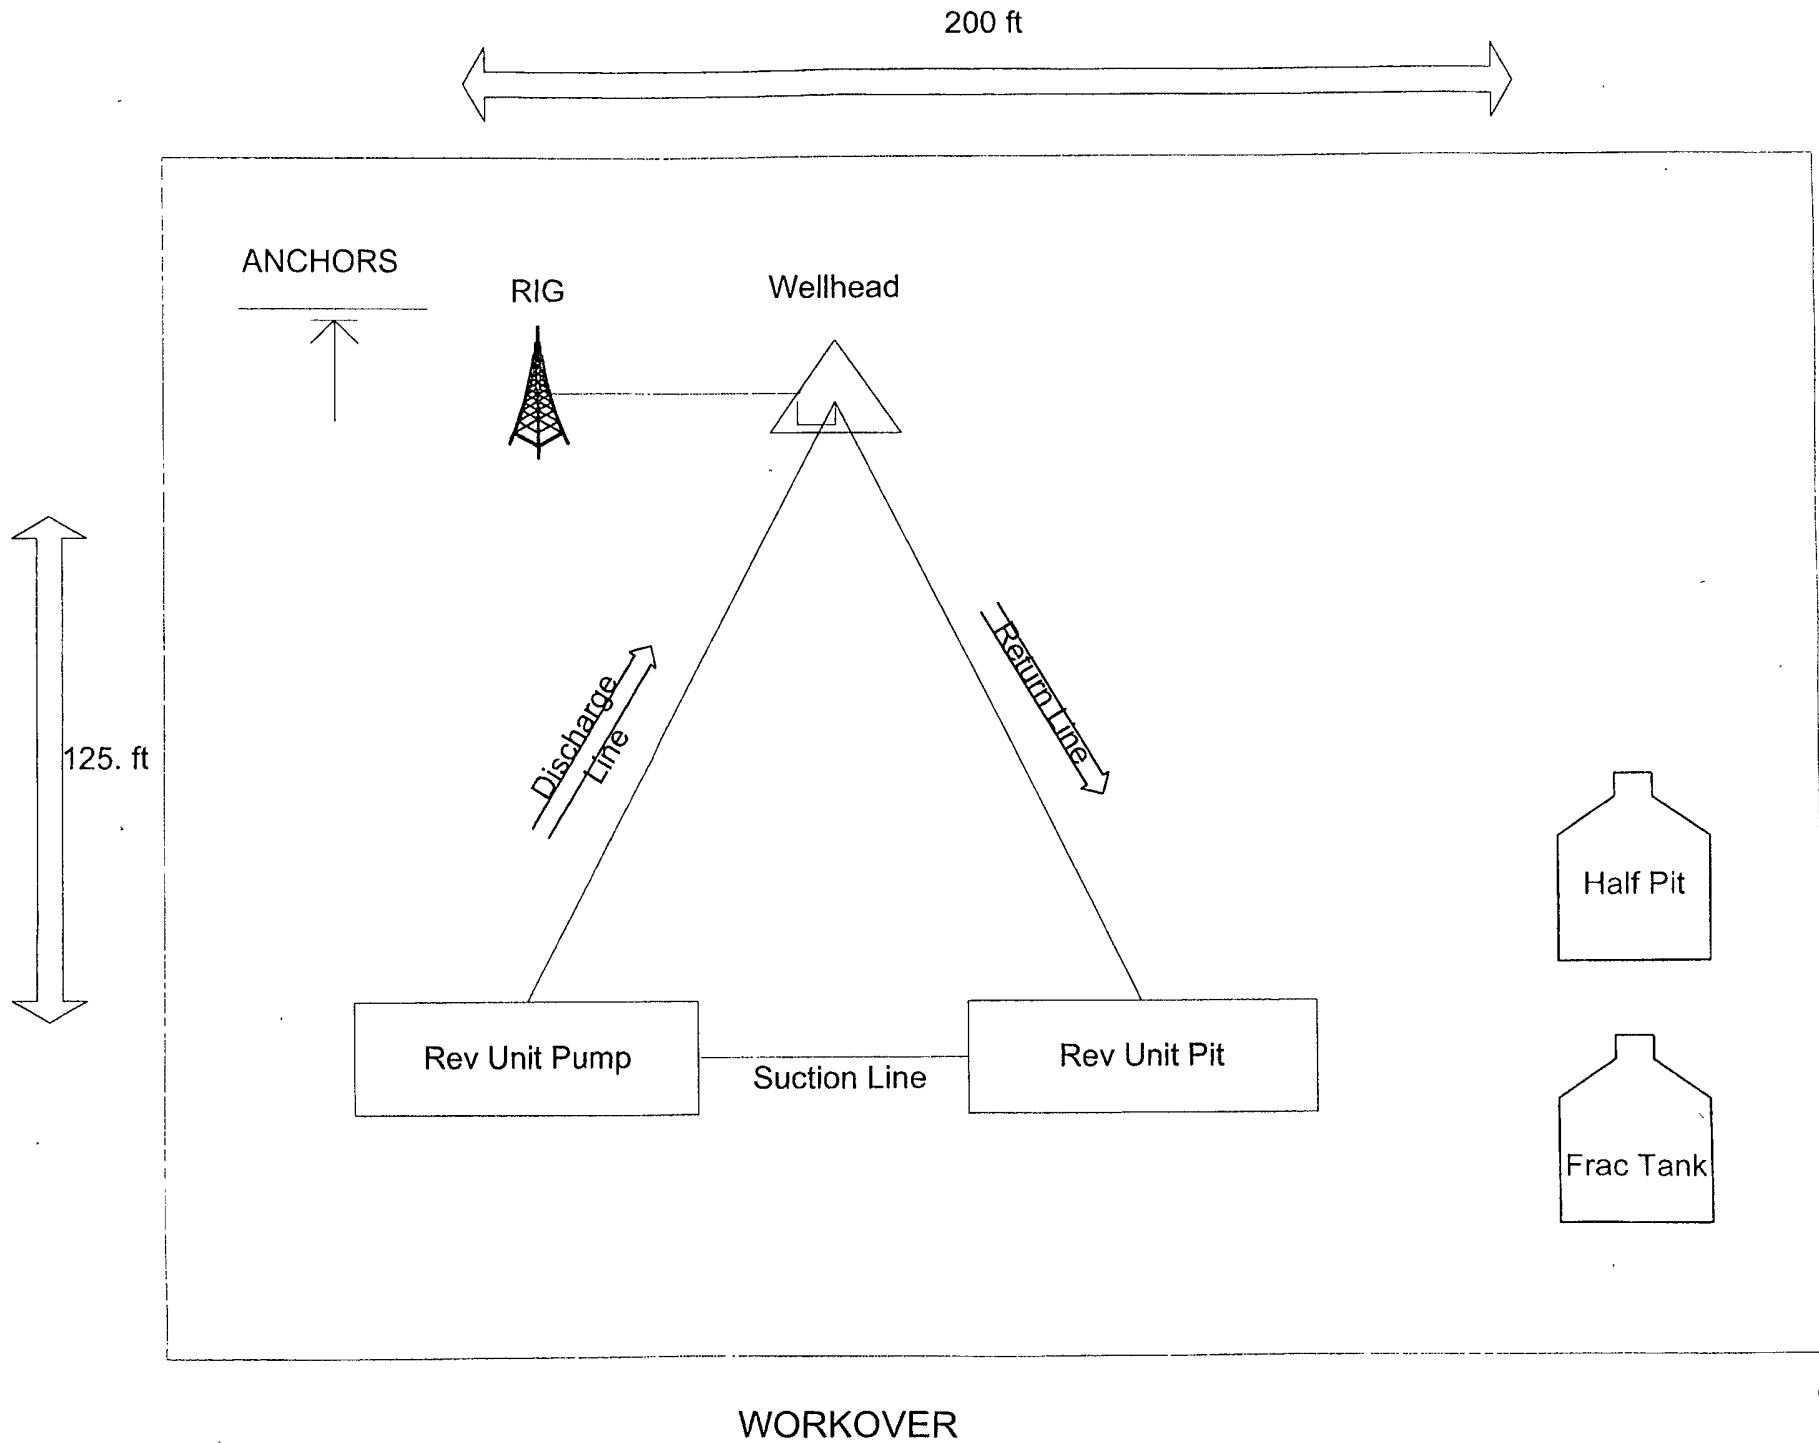 200 ft
ANCHORS
RIG
Wellhead
Discharge
Line
Return Line
125. ft
Half Pit
Rev Unit Pump
Suction Line
Rev Unit Pit
Frac Tank
WORKOVER